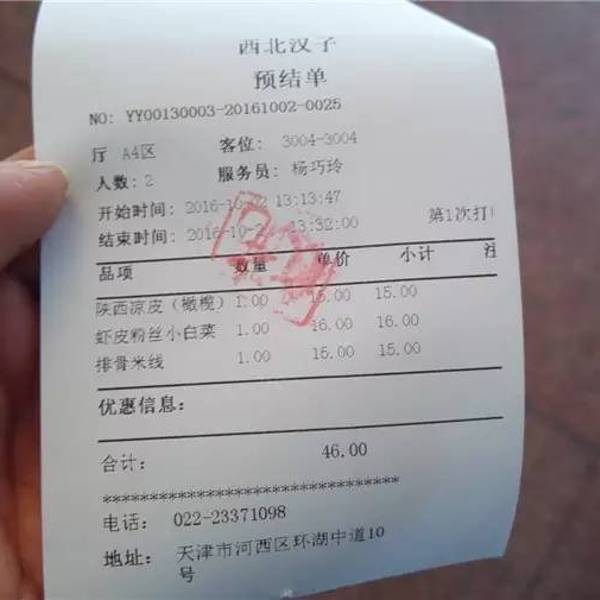 西北汉子
预结单
NO: YY00130003-20161002-0025
厅 A4区 客位: 3004-3004
人数: 2 服务员: 杨巧玲
开始时间: 2016-10-02 13:13:47
结束时间: 2016-10-2 13:32:00 第1次打
品项 数量 单价 小计 注
陕西凉皮（橄榄） 1.00 15.00 15.00
虾皮粉丝小白菜 1.00 16.00 16.00
排骨米线 1.00 15.00 15.00
优惠信息:
合计: 46.00
********************************
电话: 022-23371098
地址: 天津市河西区环湖中道10
号